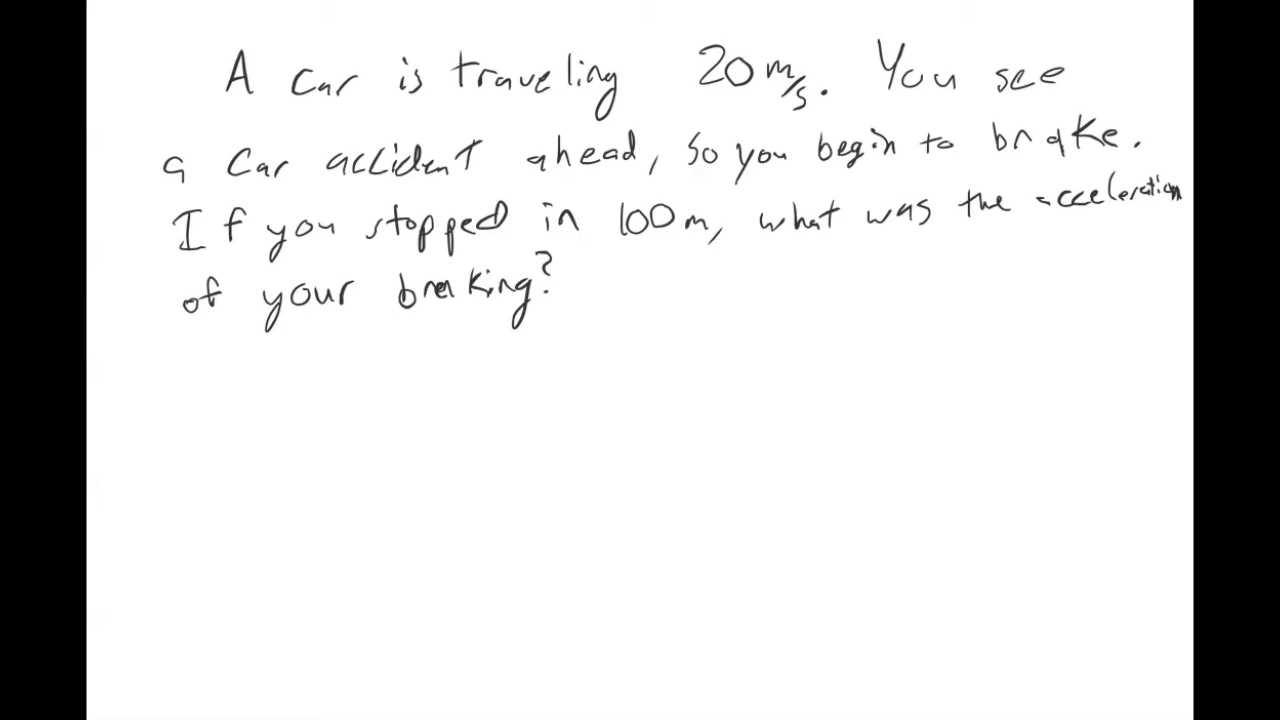 A car is traveling 20 m/s. You see
a car accident ahead, so you begin to brake.
If you stopped in 100m, what was the acceleration
of your braking?